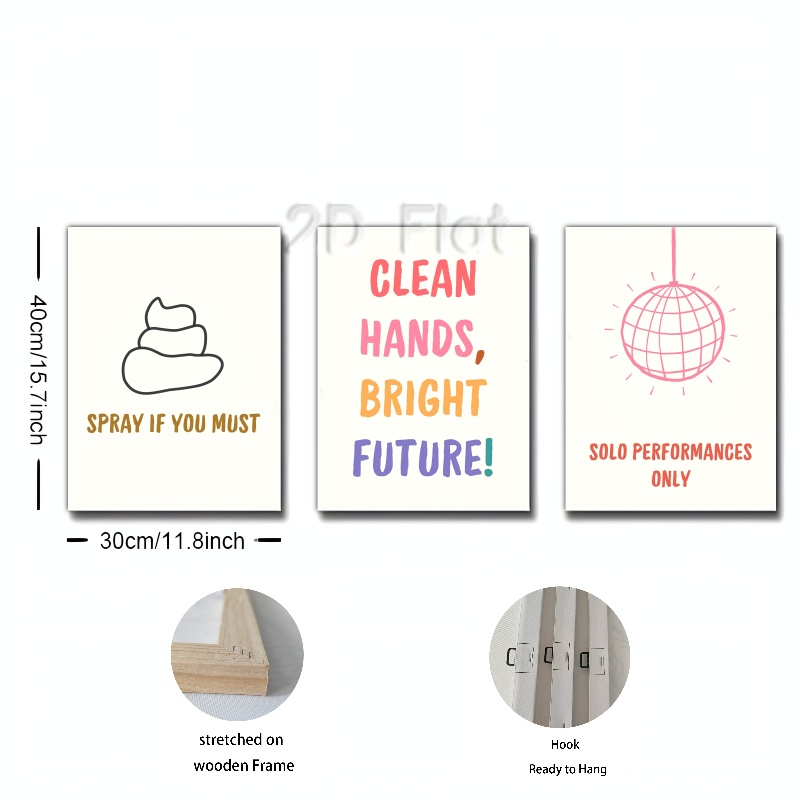 2D Flat
40cm/15.7inch
SPRAY IF YOU MUST
CLEAN
HANDS,
BRIGHT
FUTURE!
SOLO PERFORMANCES
ONLY
30cm/11.8inch
stretched on
wooden Frame
Hook
Ready to Hang